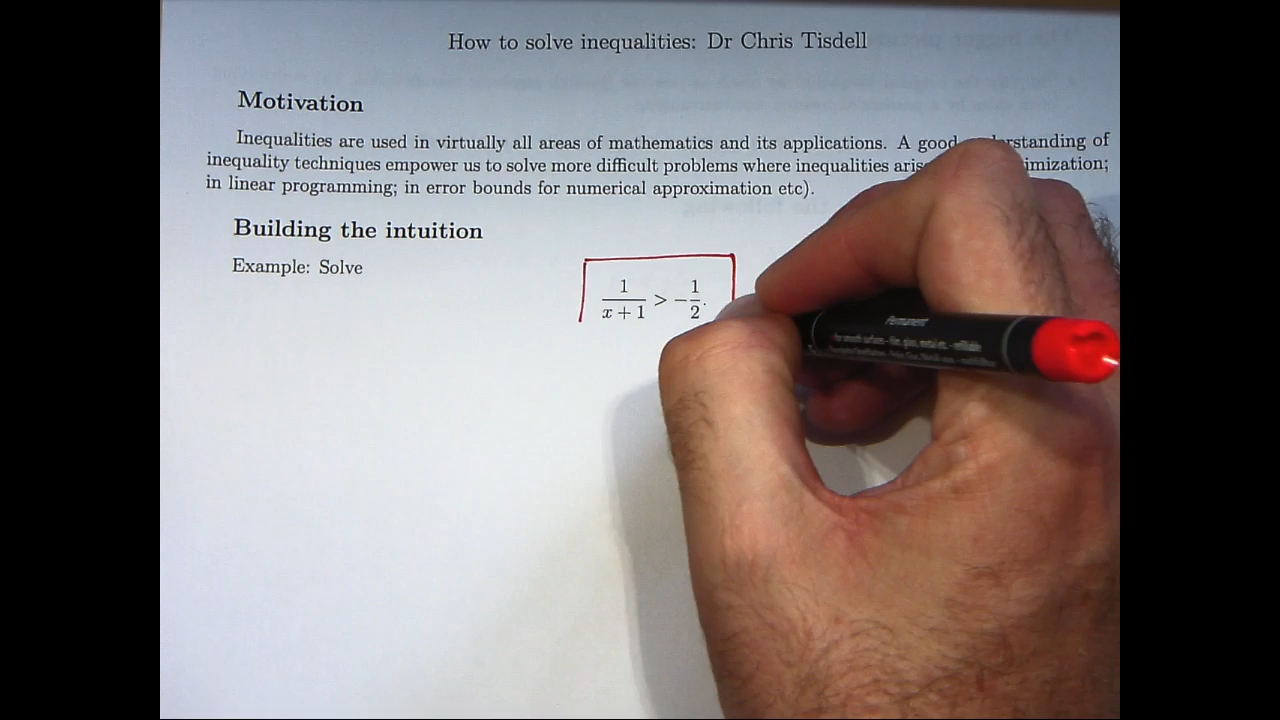 How to solve inequalities: Dr Chris Tisdell
Motivation
Inequalities are used in virtually all areas of mathematics and its applications. A good of
inequality techniques empower us to solve more difficult problems where inequalities
in linear programming; in error bounds for numerical approximation etc).
Building the intuition
Example: Solve
1/(x + 1) > -1/2.
Permanent